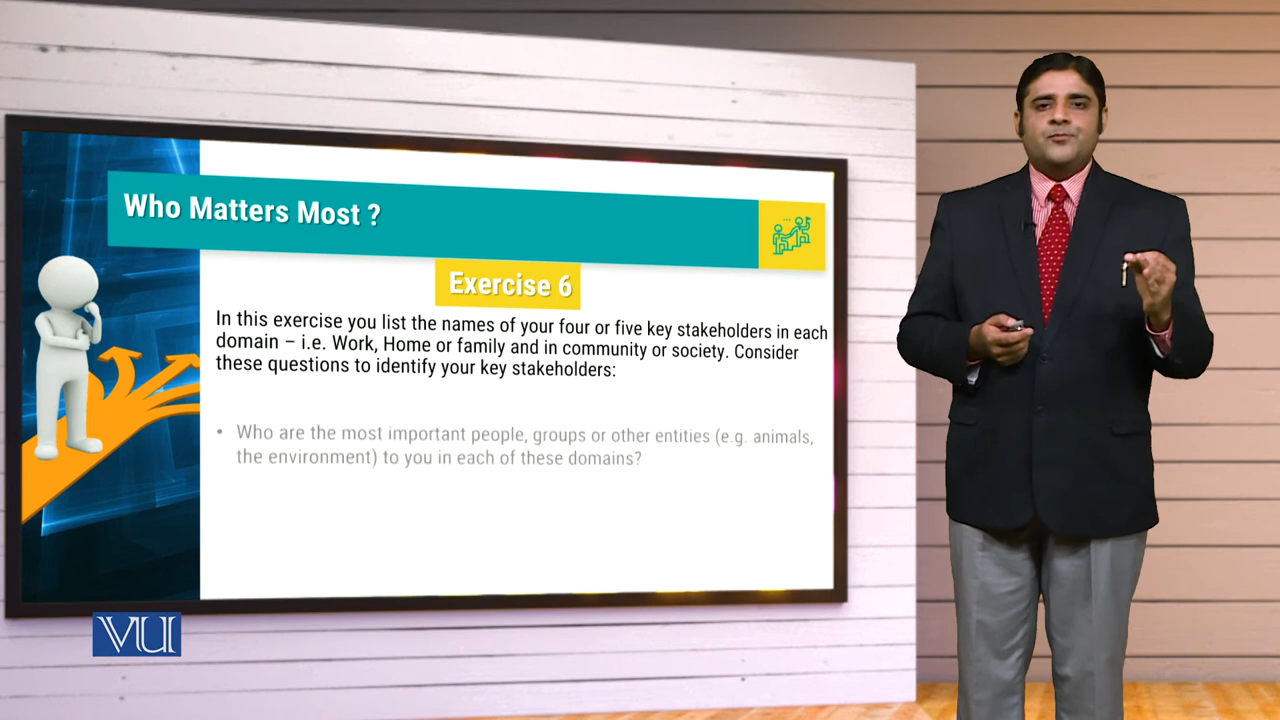 Who Matters Most ?
Exercise 6
In this exercise you list the names of your four or five key stakeholders in each
domain – i.e. Work, Home or family and in community or society. Consider
these questions to identify your key stakeholders:
• Who are the most important people, groups or other entities (e.g. animals,
the environment) to you in each of these domains?
VU